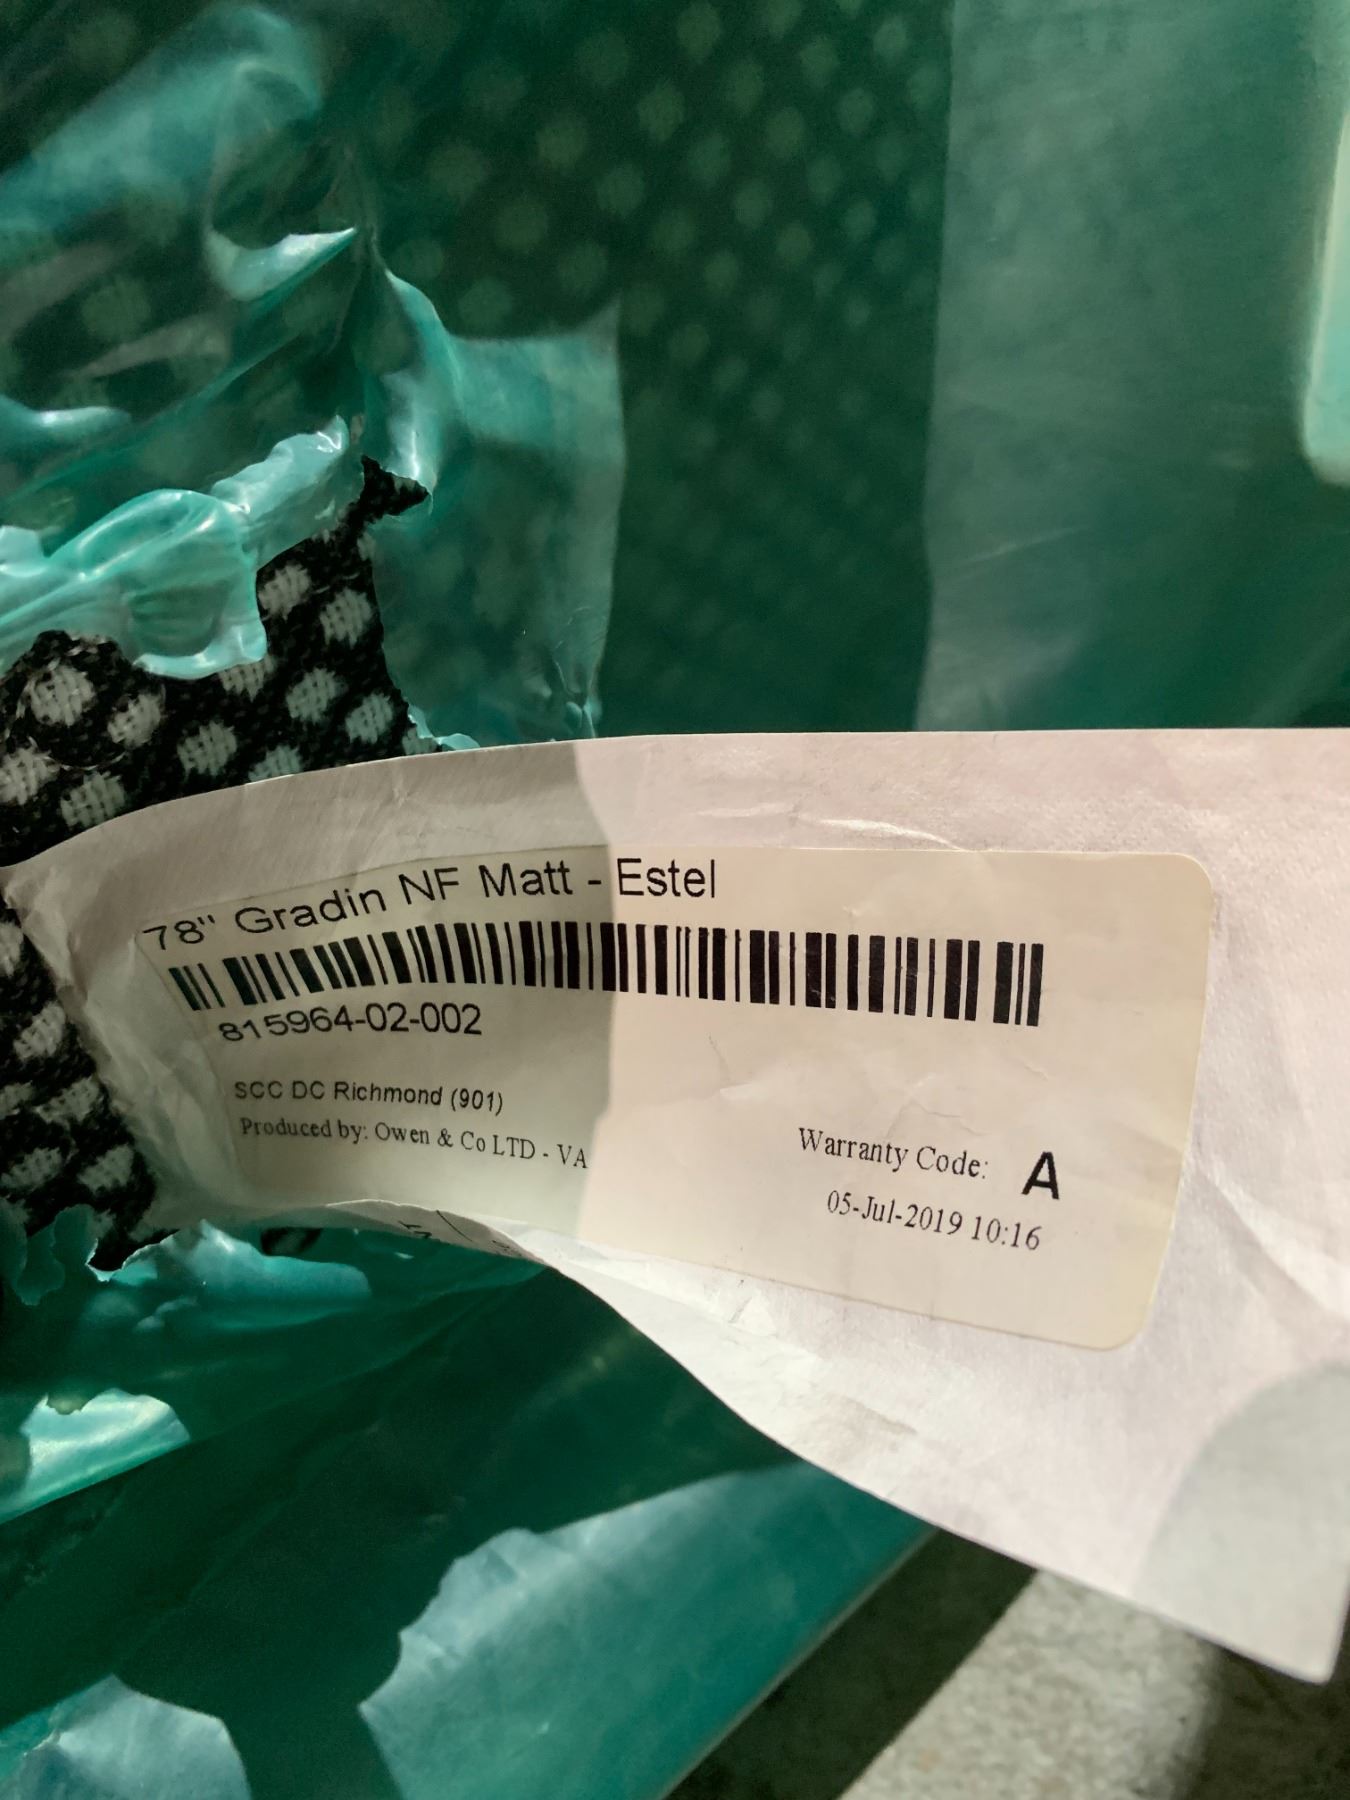 78" Gradin NF Matt - Estel
815964-02-002
SCC DC Richmond (901)
Produced by: Owen & Co LTD - VA
Warranty Code: A
05-Jul-2019 10:16